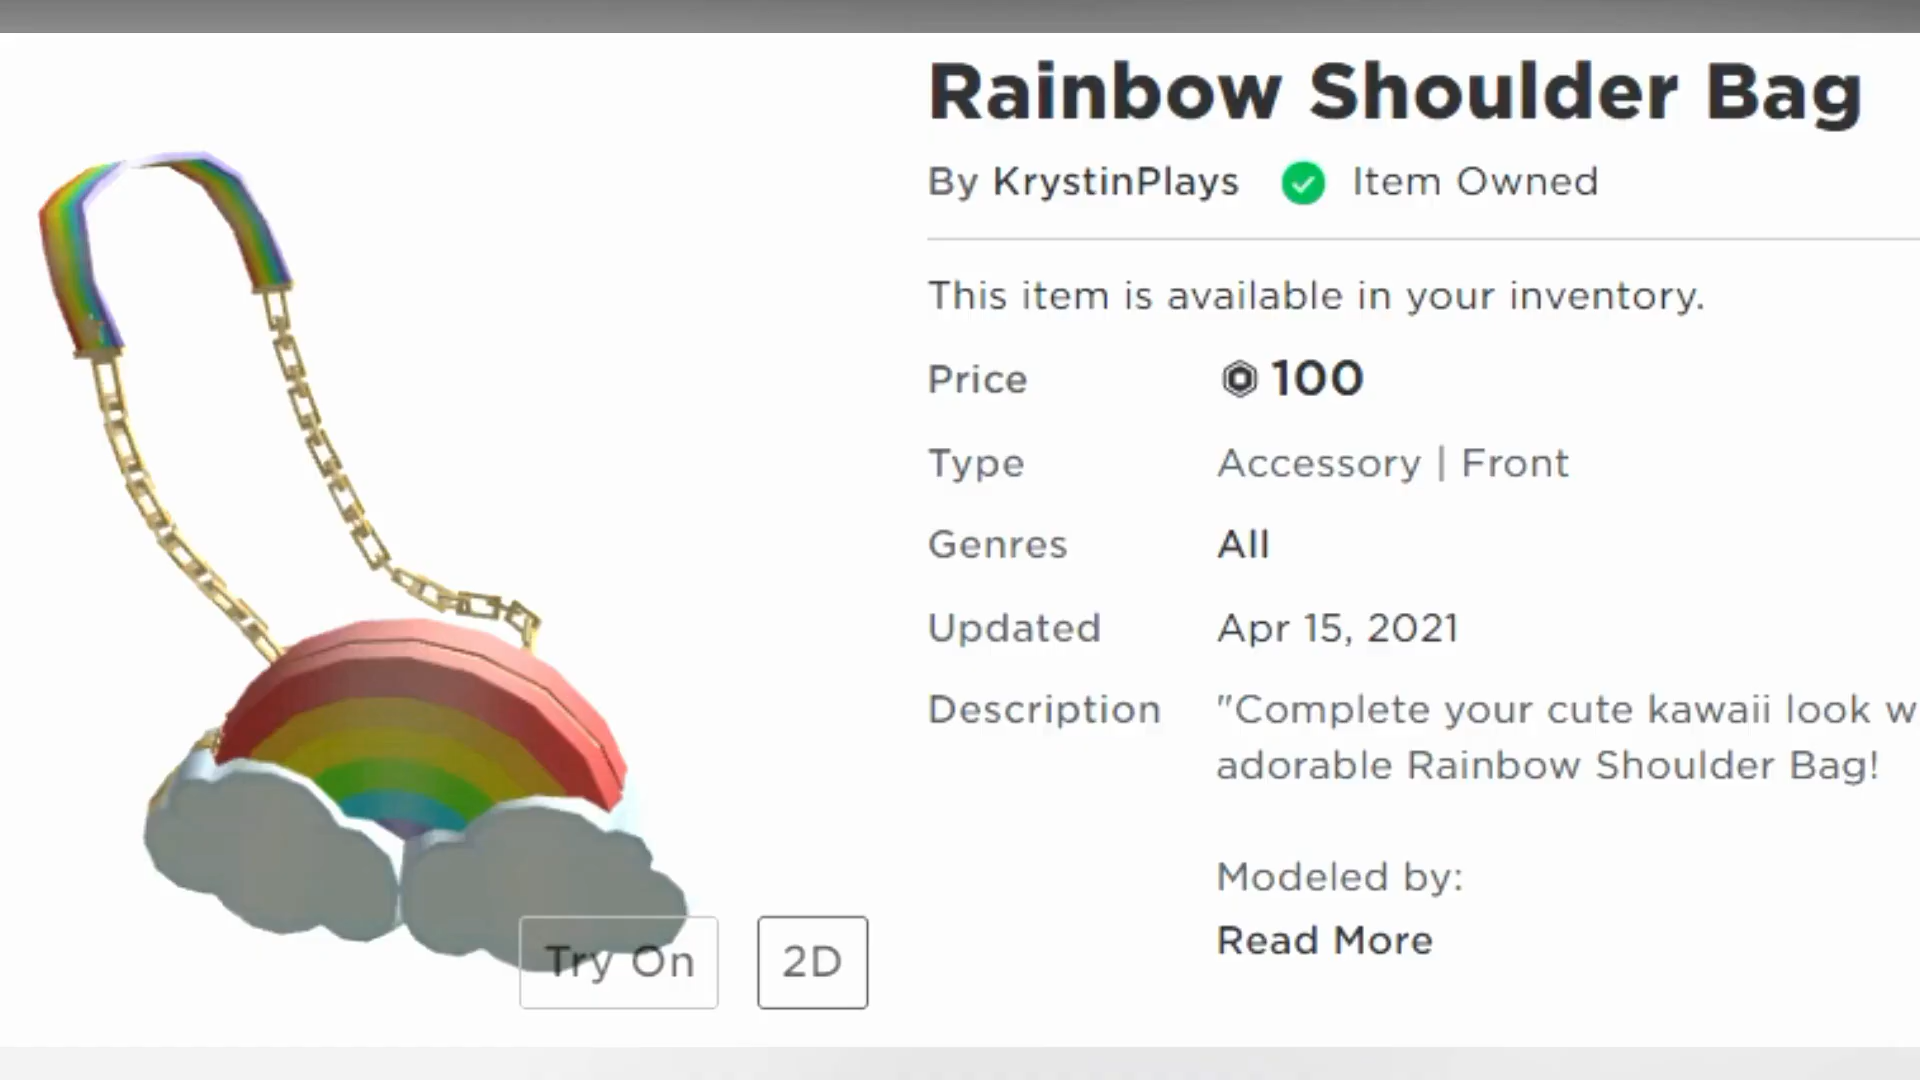 Rainbow Shoulder Bag
By KrystinPlays Item Owned
This item is available in your inventory.
Price 100
Type Accessory | Front
Genres All
Updated Apr 15, 2021
Description "Complete your cute kawaii look w
adorable Rainbow Shoulder Bag!
Modeled by:
Read More
Try On 2D